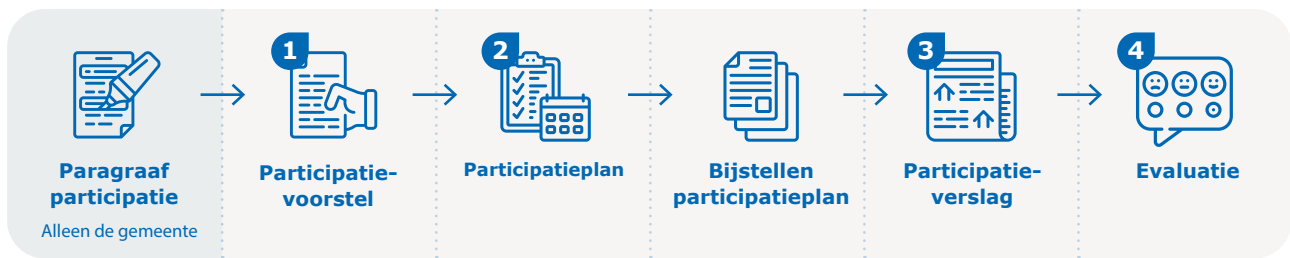 1
2
3
4
Paragraaf
participatie
Alleen de gemeente
Participatie-
voorstel
Participatieplan
Bijstellen
participatieplan
Participatie-
verslag
Evaluatie